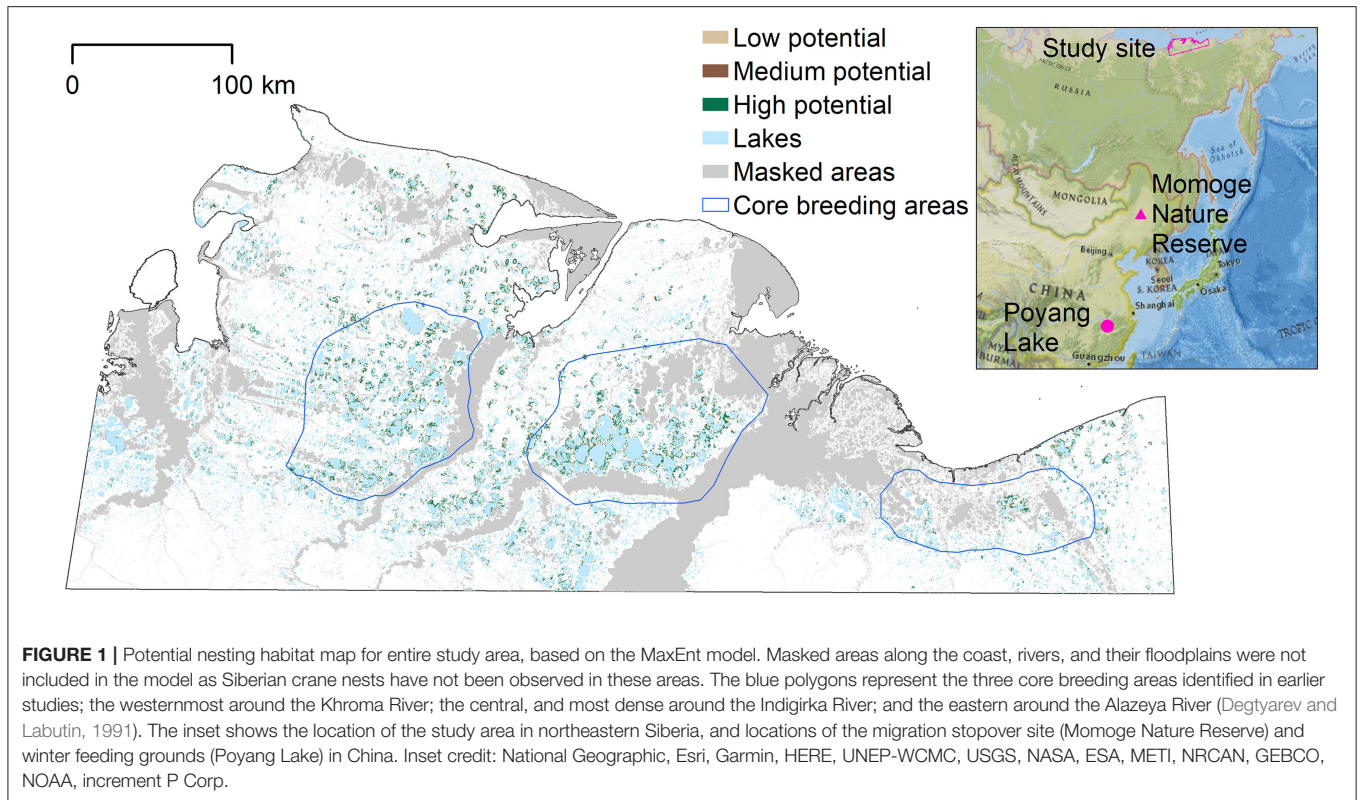 0 100 km
Low potential
Medium potential
High potential
Lakes
Masked areas
Core breeding areas
Study site
ARCTIC CIRCLE
RUSSIA
Sea of
Okhotsk
ALTAY MOUNTAINS
MONGOLIA
Momoge
Nature
Reserve
Beijing
KOREA
Seoul
S. KOREA
Tokyo
Osaka
CHINA
Shanghai
Poyang
Lake
Guangzhou
TAIWAN
BURMA
TROPIC
FIGURE 1 | Potential nesting habitat map for entire study area, based on the MaxEnt model. Masked areas along the coast, rivers, and their floodplains were not
included in the model as Siberian crane nests have not been observed in these areas. The blue polygons represent the three core breeding areas identified in earlier
studies; the westernmost around the Khroma River; the central, and most dense around the Indigirka River; and the eastern around the Alazeya River (Degtyarev and
Labutin, 1991). The inset shows the location of the study area in northeastern Siberia, and locations of the migration stopover site (Momoge Nature Reserve) and
winter feeding grounds (Poyang Lake) in China. Inset credit: National Geographic, Esri, Garmin, HERE, UNEP-WCMC, USGS, NASA, ESA, METI, NRCAN, GEBCO,
NOAA, increment P Corp.